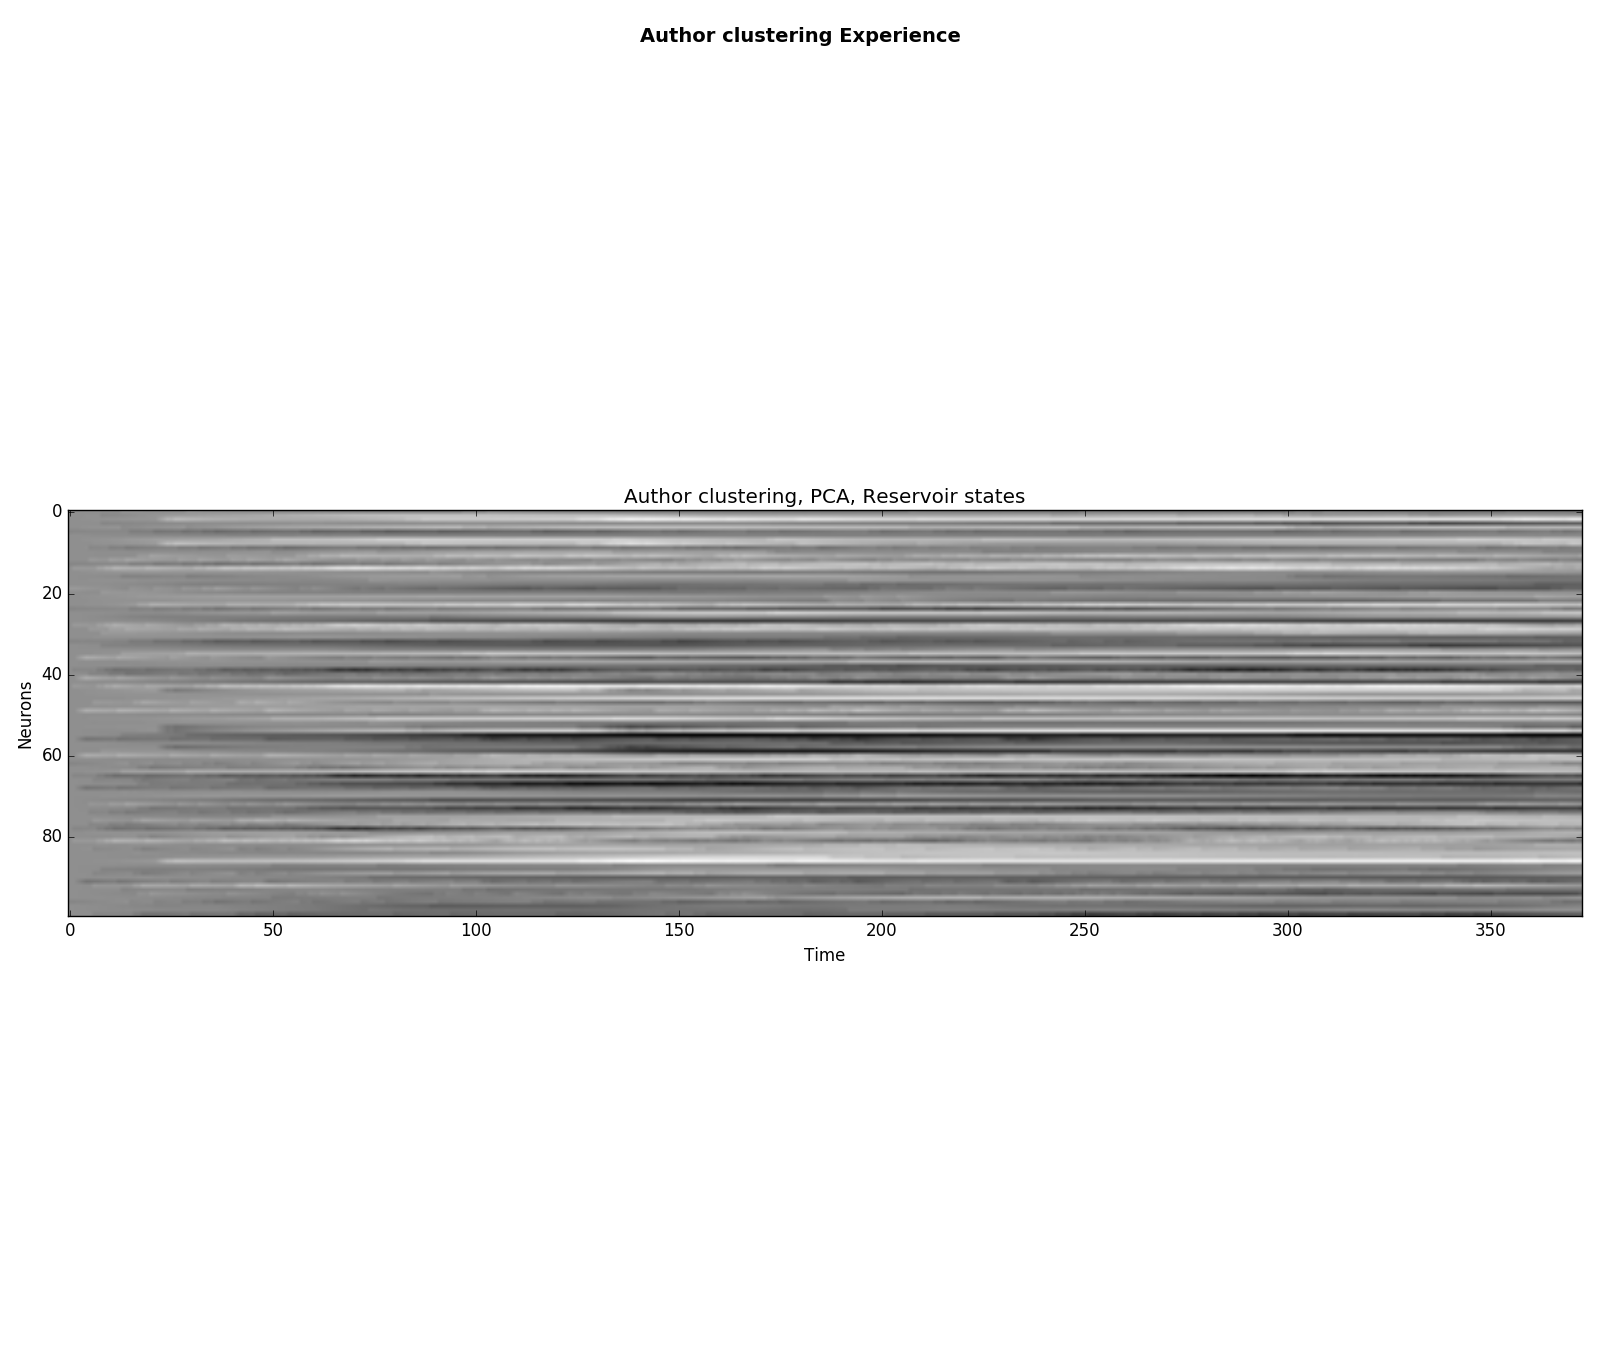 Author clustering Experience
Author clustering, PCA, Reservoir states
0
20
40
60
80
Neurons
0 50 100 150 200 250 300 350
Time